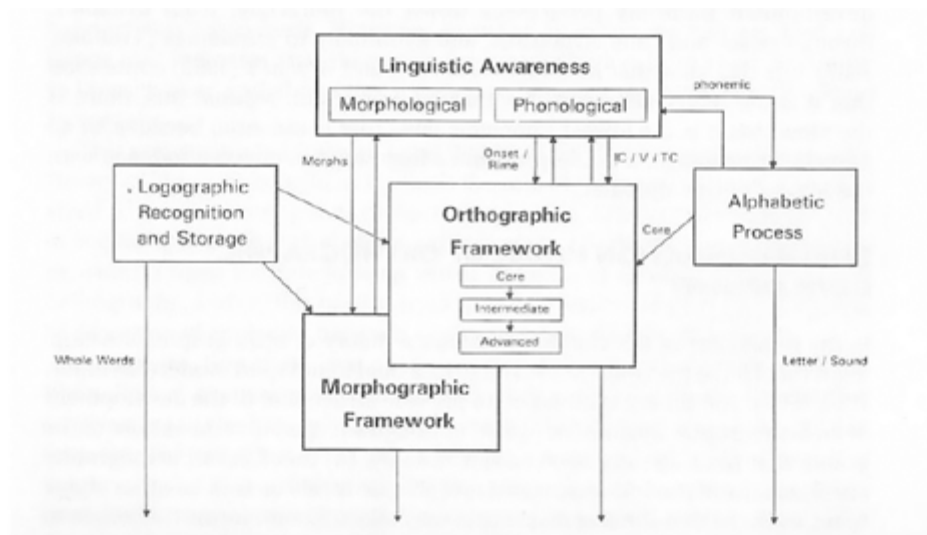 Linguistic Awareness
Morphological
Phonological
phonemic
Morphs
Onset /
Rime
IC / V / TC
. Logographic
Recognition
and Storage
Orthographic
Framework
Core
Intermediate
Advanced
Core
Alphabetic
Process
Whole Words
Morphographic
Framework
Letter / Sound